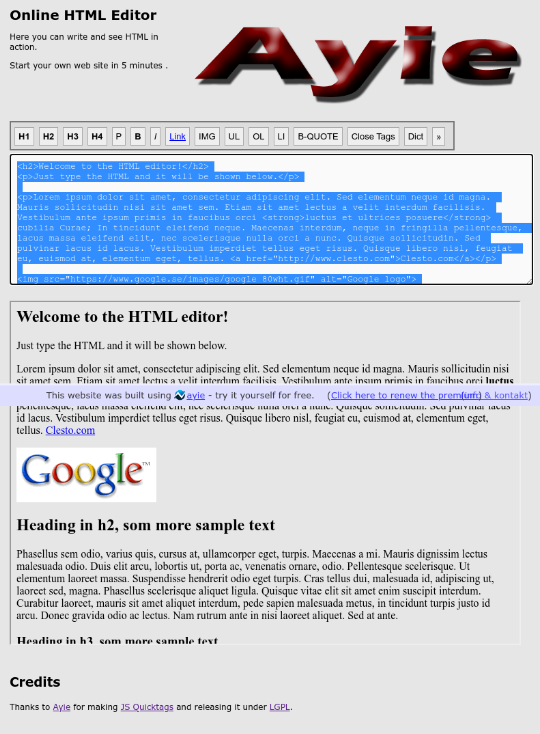 Online HTML Editor
Ayie
Here you can write and see HTML in
action.
Start your own web site in 5 minutes .
H1 H2 H3 H4 P B I Link IMG UL OL LI B-QUOTE Close Tags Dict »
<h2>Welcome to the HTML editor!</h2>
<p>Just type the HTML and it will be shown below.</p>
<p>Lorem ipsum dolor sit amet, consectetur adipiscing elit. Sed elementum neque id magna.
Mauris sollicitudin nisi sit amet sem. Etiam sit amet lectus a velit interdum facilisis.
Vestibulum ante ipsum primis in faucibus orci <strong>luctus et ultrices posuere</strong>
cubilia Curae; In tincidunt eleifend neque. Maecenas interdum, neque in fringilla pellentesque,
lacus massa eleifend elit, nec scelerisque nulla orci a nunc. Quisque sollicitudin. Sed
pulvinar lacus id lacus. Vestibulum imperdiet tellus eget risus. Quisque libero nisl, feugiat
eu, euismod at, elementum eget, tellus. <a href="http://www.clesto.com">Clesto.com</a></p>
<img src="https://www.google.se/images/google_80wht.gif" alt="Google logo">
Welcome to the HTML editor!
Just type the HTML and it will be shown below.
Lorem ipsum dolor sit amet, consectetur adipiscing elit. Sed elementum neque id magna. Mauris sollicitudin nisi
sit amet sem. Etiam sit amet lectus a velit interdum facilisis. Vestibulum ante ipsum primis in faucibus orci luctus
This website was built using ayie - try it yourself for free. (Click here to renew the premium)
& kontakt)
pellentesque, lacus massa eleifend elit, nec scelerisque nulla orci a nunc. Quisque sollicitudin. Sed pulvinar lacus
id lacus. Vestibulum imperdiet tellus eget risus. Quisque libero nisl, feugiat eu, euismod at, elementum eget,
tellus. Clesto.com
Google™
Heading in h2, som more sample text
Phasellus sem odio, varius quis, cursus at, ullamcorper eget, turpis. Maecenas a mi. Mauris dignissim lectus
malesuada odio. Duis elit arcu, lobortis ut, porta ac, venenatis ornare, odio. Pellentesque scelerisque. Ut
elementum laoreet massa. Suspendisse hendrerit odio eget turpis. Cras tellus dui, malesuada id, adipiscing ut,
laoreet sed, magna. Phasellus scelerisque aliquet ligula. Quisque vitae elit sit amet enim suscipit interdum.
Curabitur laoreet, mauris sit amet aliquet interdum, pede sapien malesuada metus, in tincidunt turpis justo id
arcu. Donec gravida odio ac lectus. Nam rutrum ante in nisi laoreet aliquet. Sed at ante.
Heading in h3, som more sample text
Credits
Thanks to Ayie for making JS Quicktags and releasing it under LGPL.